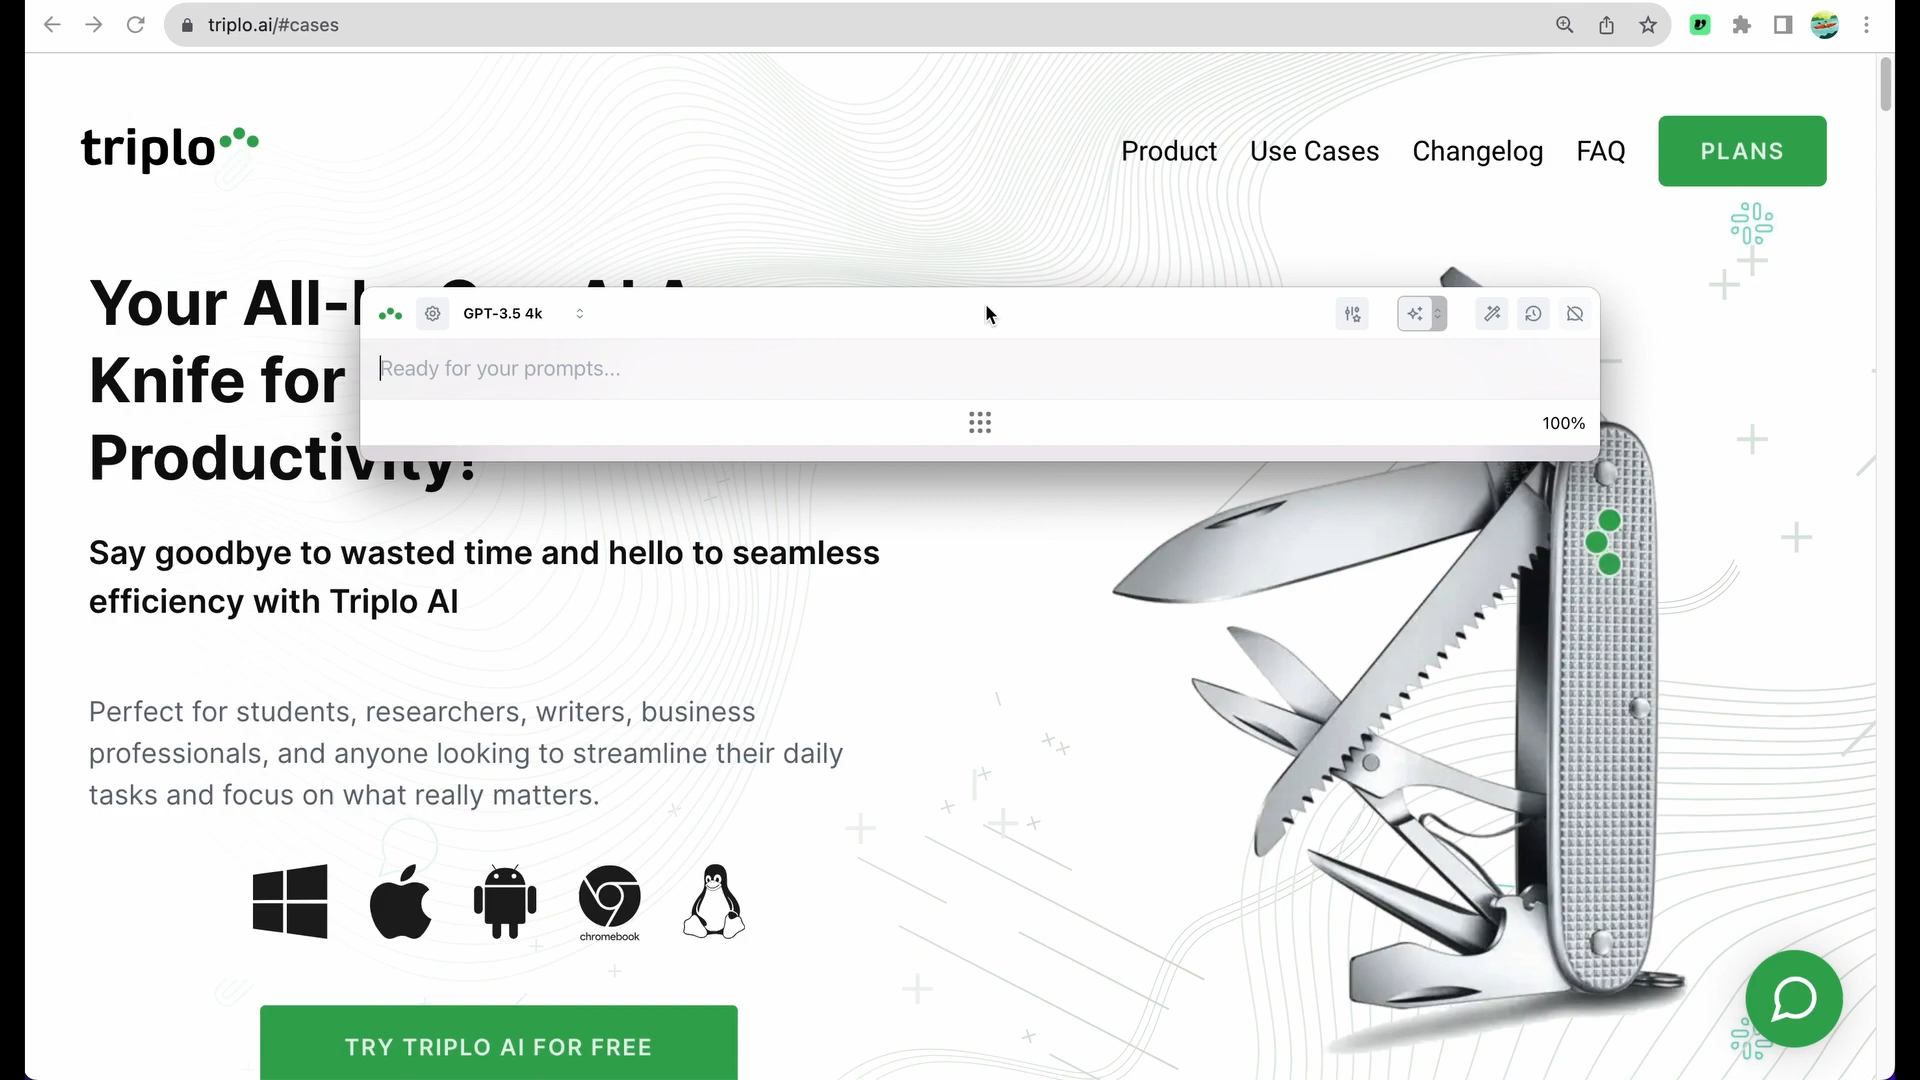 triplo.ai/#cases
triplo
Product
Use Cases
Changelog
FAQ
PLANS
Your All-
GPT-3.5 4k
Knife for
Ready for your prompts...
100%
Productivity!
Say goodbye to wasted time and hello to seamless
efficiency with Triplo AI
Perfect for students, researchers, writers, business
professionals, and anyone looking to streamline their daily
tasks and focus on what really matters.
chromebook
TRY TRIPLO AI FOR FREE